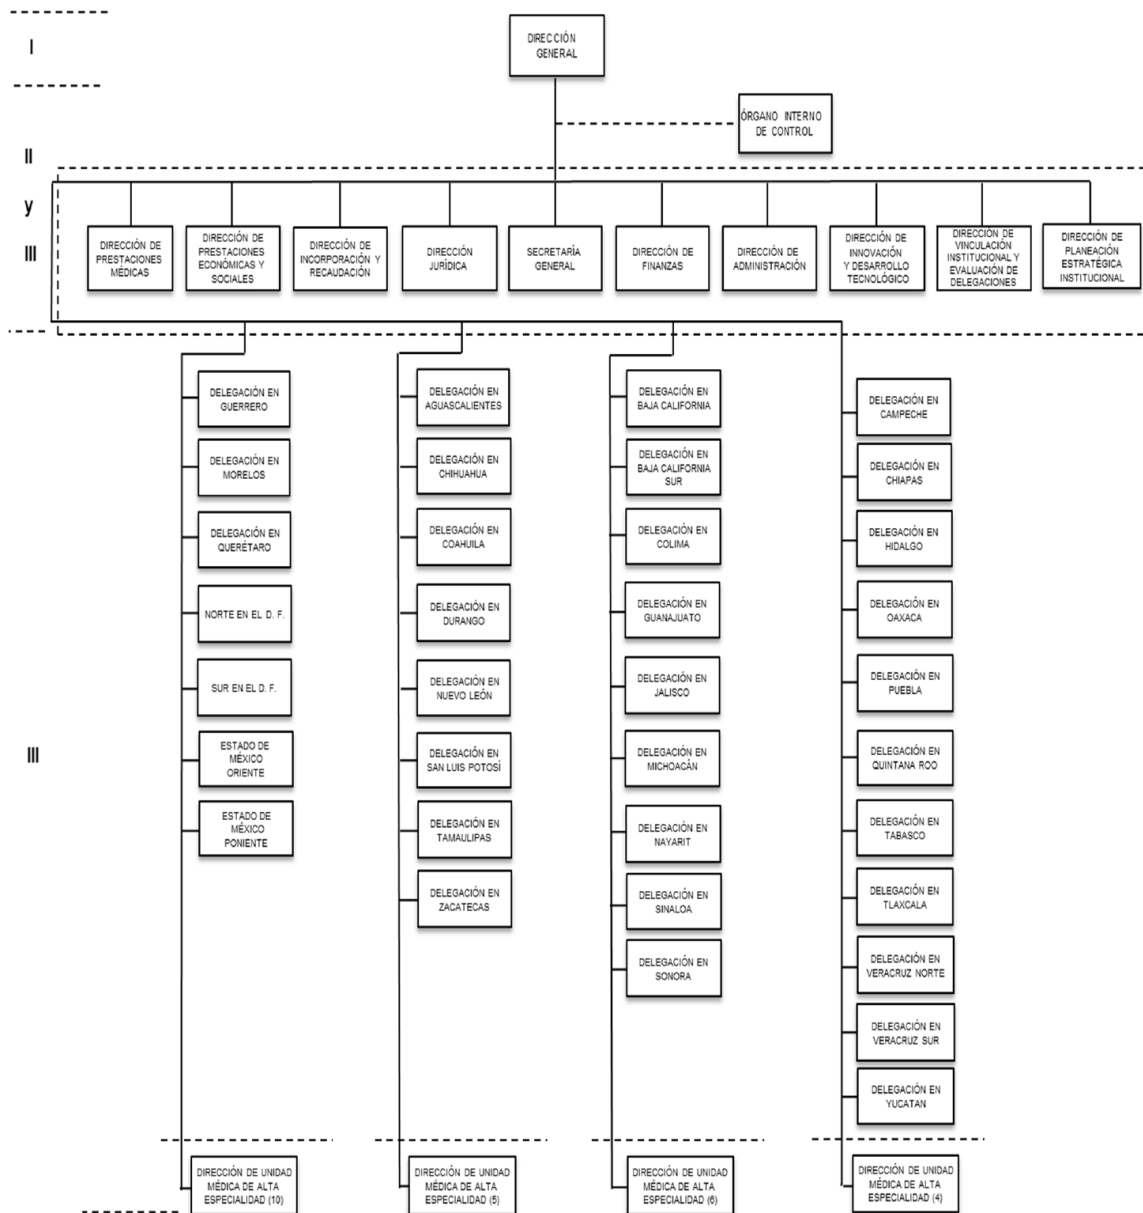 I
DIRECCIÓN
GENERAL
ÓRGANO INTERNO
DE CONTROL
II
y
III
DIRECCIÓN DE
PRESTACIONES
MÉDICAS
DIRECCIÓN DE
PRESTACIONES
ECONÓMICAS Y
SOCIALES
DIRECCIÓN DE
INCORPORACIÓN Y
RECAUDACIÓN
DIRECCIÓN
JURÍDICA
SECRETARÍA
GENERAL
DIRECCIÓN DE
FINANZAS
DIRECCIÓN DE
ADMINISTRACIÓN
DIRECCIÓN DE
INNOVACIÓN
Y DESARROLLO
TECNOLÓGICO
DIRECCIÓN DE
VINCULACIÓN
INSTITUCIONAL Y
EVALUACIÓN DE
DELEGACIONES
DIRECCIÓN DE
PLANEACIÓN
ESTRATÉGICA
INSTITUCIONAL
III
DELEGACIÓN EN
GUERRERO
DELEGACIÓN EN
MORELOS
DELEGACIÓN EN
QUERÉTARO
NORTE EN EL D. F.
SUR EN EL D. F.
ESTADO DE
MÉXICO
ORIENTE
ESTADO DE
MÉXICO
PONIENTE
DIRECCIÓN DE UNIDAD
MÉDICA DE ALTA
ESPECIALIDAD (10)
DELEGACIÓN EN
AGUASCALIENTES
DELEGACIÓN EN
CHIHUAHUA
DELEGACIÓN EN
COAHUILA
DELEGACIÓN EN
DURANGO
DELEGACIÓN EN
NUEVO LEÓN
DELEGACIÓN EN
SAN LUIS POTOSÍ
DELEGACIÓN EN
TAMAULIPAS
DELEGACIÓN EN
ZACATECAS
DIRECCIÓN DE UNIDAD
MÉDICA DE ALTA
ESPECIALIDAD (5)
DELEGACIÓN EN
BAJA CALIFORNIA
DELEGACIÓN EN
BAJA CALIFORNIA
SUR
DELEGACIÓN EN
COLIMA
DELEGACIÓN EN
GUANAJUATO
DELEGACIÓN EN
JALISCO
DELEGACIÓN EN
MICHOACÁN
DELEGACIÓN EN
NAYARIT
DELEGACIÓN EN
SINALOA
DELEGACIÓN EN
SONORA
DIRECCIÓN DE UNIDAD
MÉDICA DE ALTA
ESPECIALIDAD (6)
DELEGACIÓN EN
CAMPECHE
DELEGACIÓN EN
CHIAPAS
DELEGACIÓN EN
HIDALGO
DELEGACIÓN EN
OAXACA
DELEGACIÓN EN
PUEBLA
DELEGACIÓN EN
QUINTANA ROO
DELEGACIÓN EN
TABASCO
DELEGACIÓN EN
TLAXCALA
DELEGACIÓN EN
VERACRUZ NORTE
DELEGACIÓN EN
VERACRUZ SUR
DELEGACIÓN EN
YUCATAN
DIRECCIÓN DE UNIDAD
MÉDICA DE ALTA
ESPECIALIDAD (4)